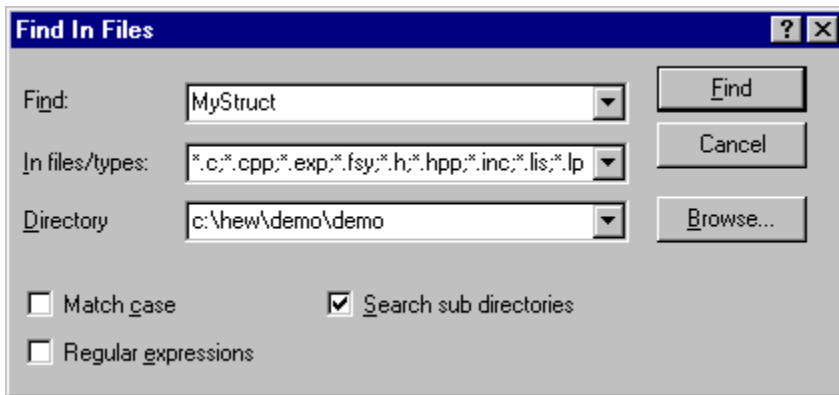 Find In Files
Find: MyStruct Find
In files/types: *.c;*.cpp;*.exp;*.fsy;*.h;*.hpp;*.inc;*.lis;*.lp Cancel
Directory c:\hew\demo\demo Browse...
Match case Search sub directories
Regular expressions